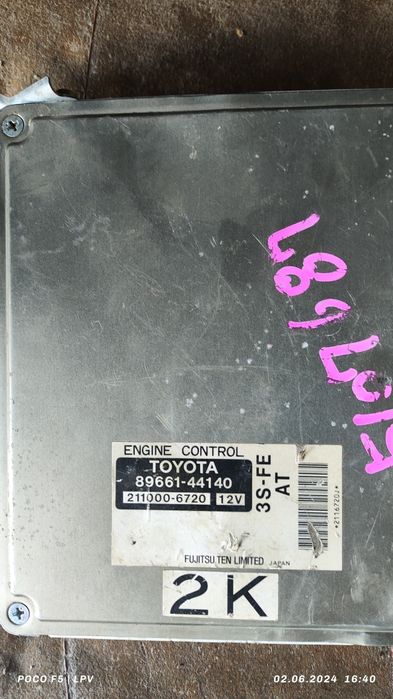 ENGINE CONTROL
TOYOTA
89661-44140
211000-6720 12V
3S-FE
AT
*2116720J*
FUJITSU TEN LIMITED JAPAN
2K
POCO F5 | LPV
02.06.2024 16:40